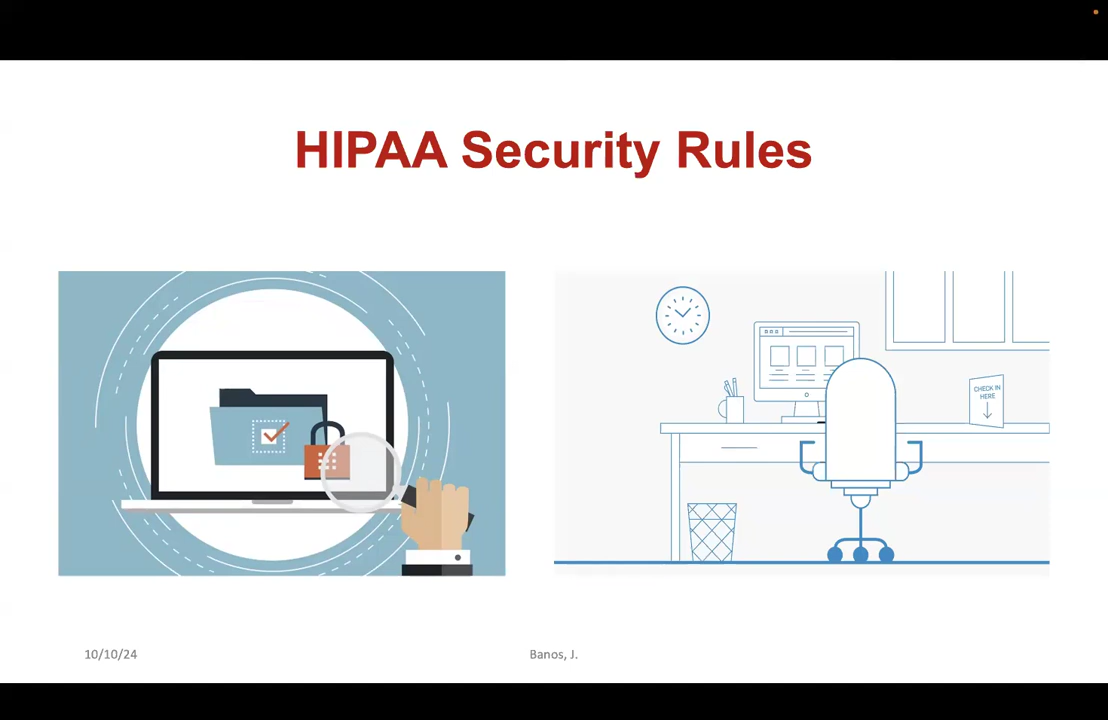 HIPAA Security Rules
CHECK IN
HERE
10/10/24
Banos, J.